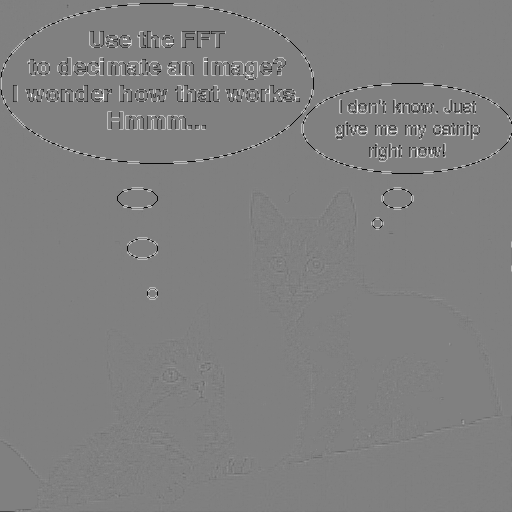 Use the FFT
to decimate an image?
I wonder how that works.
Hmmm...
I don't know. Just
give me my catnip
right now!